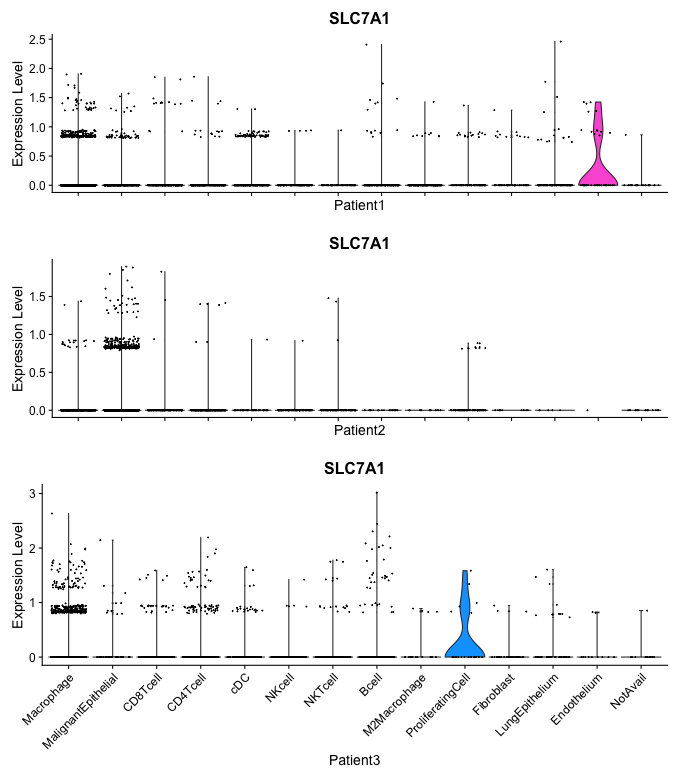 SLC7A1
Expression Level
2.5
2.0
1.5
1.0
0.5
0.0
Patient1
SLC7A1
Expression Level
1.5
1.0
0.5
0.0
Patient2
SLC7A1
Expression Level
3
2
1
0
Macrophage
MalignantEpithelial
CD8Tcell
CD4Tcell
cDC
NKcell
NKTcell
Bcell
M2Macrophage
ProliferatingCell
Fibroblast
LungEpithelium
Endothelium
NotAvail
Patient3